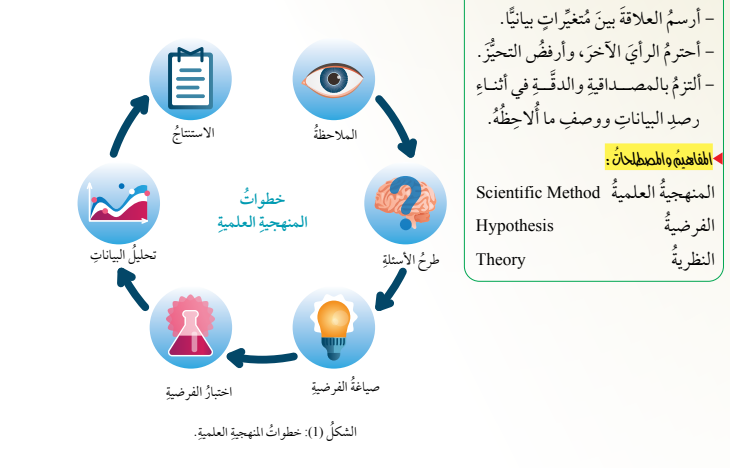 – أرسمُ العلاقةَ بينَ مُتغيِّراتٍ بيانيًّا.
– أحترمُ الرأيَ الآخرَ، وأرفضُ التحيُّزَ.
– ألتزمُ بالمصداقيةِ والدقَّةِ في أثناءِ
رصدِ البياناتِ ووصفِ ما أُلاحِظُهُ.
المفاهيمُ والمصطلحاتُ:
المنهجيةُ العلميةُ Scientific Method
الفرضيةُ Hypothesis
النظريةُ Theory
خطواتُ
المنهجيةِ العلميةِ
الملاحظةُ
طرحُ الأسئلةِ
صياغةُ الفرضيةِ
اختبارُ الفرضيةِ
تحليلُ البياناتِ
الاستنتاجُ
الشكلُ (1): خطواتُ المنهجيةِ العلميةِ.